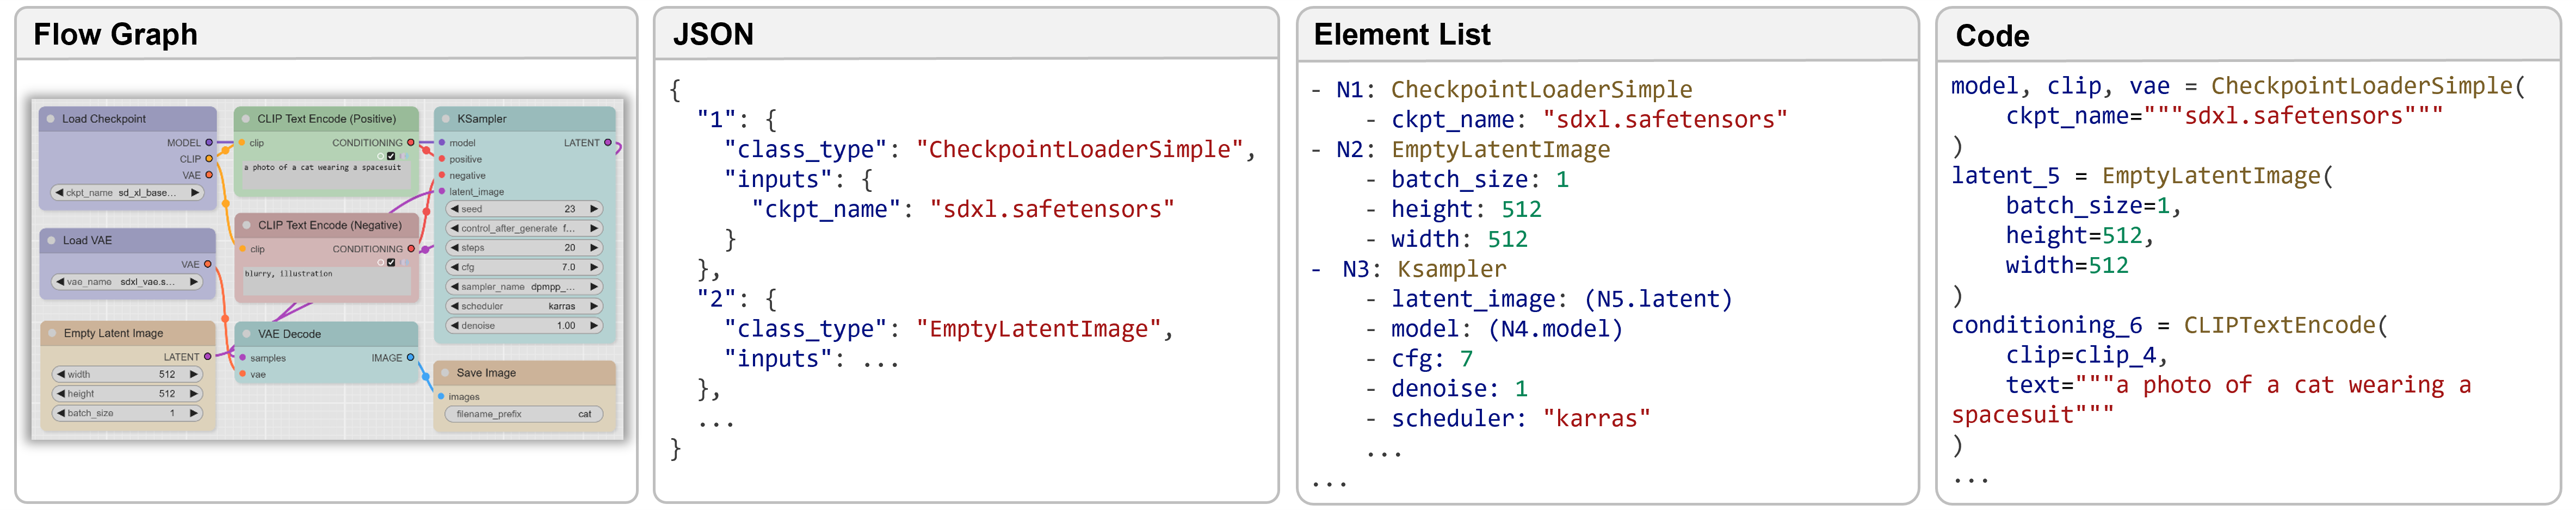 Flow Graph
Load Checkpoint
MODEL
CLIP
VAE
ckpt_name sd_xl_base...
Load VAE
VAE
vae_name sdxl_vae.s...
Empty Latent Image
LATENT
width 512
height 512
batch_size 1
CLIP Text Encode (Positive)
clip CONDITIONING
a photo of a cat wearing a spacesuit
CLIP Text Encode (Negative)
clip CONDITIONING
blurry, illustration
VAE Decode
samples IMAGE
vae
KSampler
model LATENT
positive
negative
latent_image
seed 23
control_after_generate f...
steps 20
cfg 7.0
sampler_name dpmpp_...
scheduler karras
denoise 1.00
Save Image
images
filename_prefix cat
JSON
{
"1": {
"class_type": "CheckpointLoaderSimple",
"inputs": {
"ckpt_name": "sdxl.safetensors"
}
},
"2": {
"class_type": "EmptyLatentImage",
"inputs": ...
},
...
}
Element List
- N1: CheckpointLoaderSimple
- ckpt_name: "sdxl.safetensors"
- N2: EmptyLatentImage
- batch_size: 1
- height: 512
- width: 512
- N3: Ksampler
- latent_image: (N5.latent)
- model: (N4.model)
- cfg: 7
- denoise: 1
- scheduler: "karras"
...
...
Code
model, clip, vae = CheckpointLoaderSimple(
ckpt_name="""sdxl.safetensors"""
)
latent_5 = EmptyLatentImage(
batch_size=1,
height=512,
width=512
)
conditioning_6 = CLIPTextEncode(
clip=clip_4,
text="""a photo of a cat wearing a
spacesuit"""
)
...